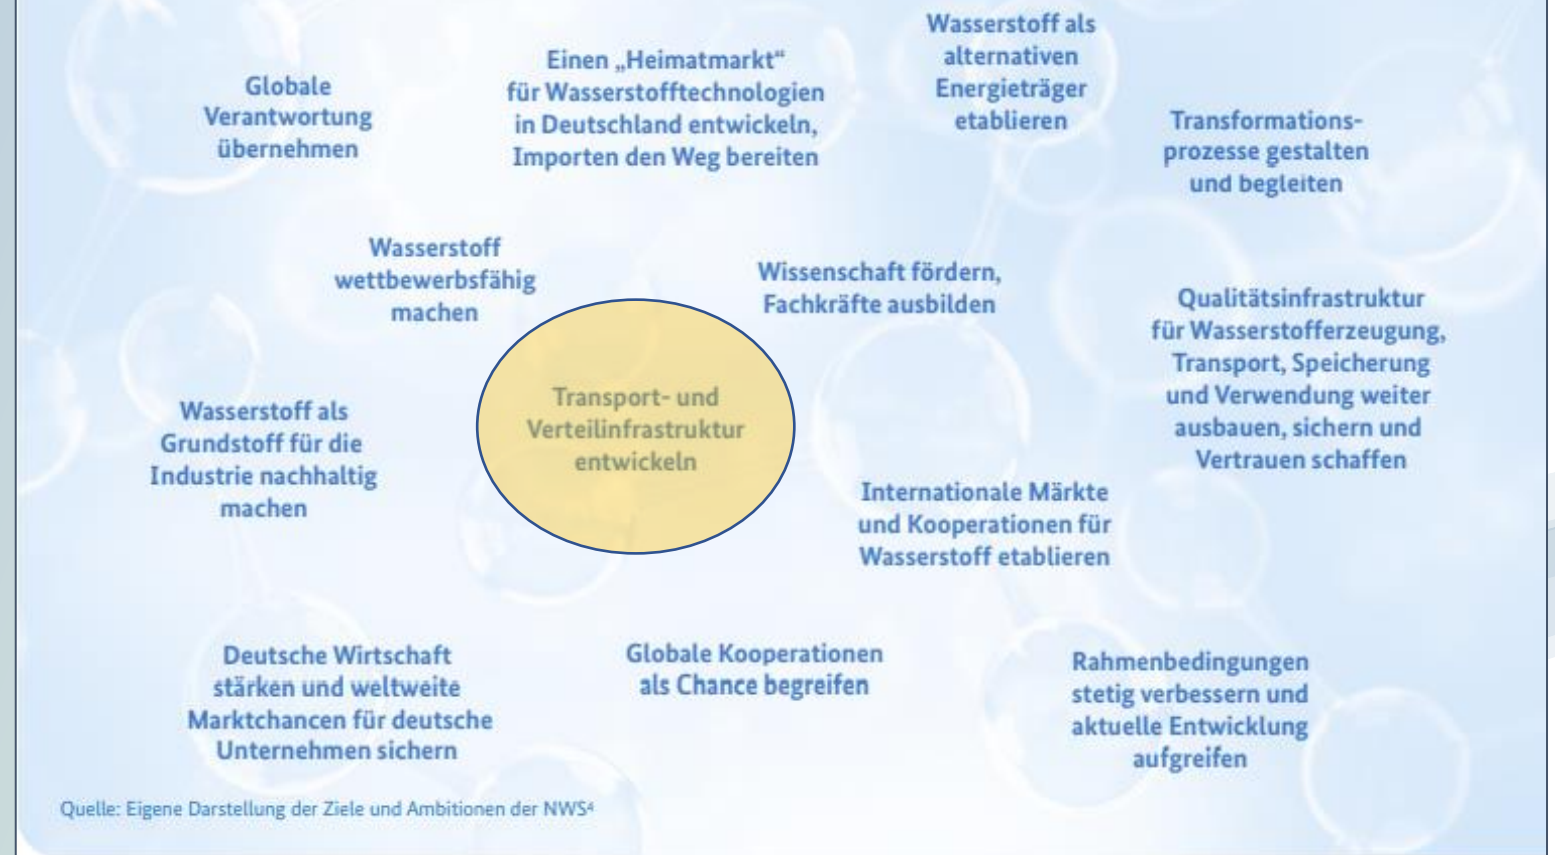 Globale
Verantwortung
übernehmen
Einen „Heimatmarkt“
für Wasserstofftechnologien
in Deutschland entwickeln,
Importen den Weg bereiten
Wasserstoff als
alternativen
Energieträger
etablieren
Transformations-
prozesse gestalten
und begleiten
Wasserstoff
wettbewerbsfähig
machen
Wissenschaft fördern,
Fachkräfte ausbilden
Qualitätsinfrastruktur
für Wasserstofferzeugung,
Transport, Speicherung
und Verwendung weiter
ausbauen, sichern und
Vertrauen schaffen
Wasserstoff als
Grundstoff für die
Industrie nachhaltig
machen
Transport- und
Verteilinfrastruktur
entwickeln
Internationale Märkte
und Kooperationen für
Wasserstoff etablieren
Deutsche Wirtschaft
stärken und weltweite
Marktchancen für deutsche
Unternehmen sichern
Globale Kooperationen
als Chance begreifen
Rahmenbedingungen
stetig verbessern und
aktuelle Entwicklung
aufgreifen
Quelle: Eigene Darstellung der Ziele und Ambitionen der NWS⁴